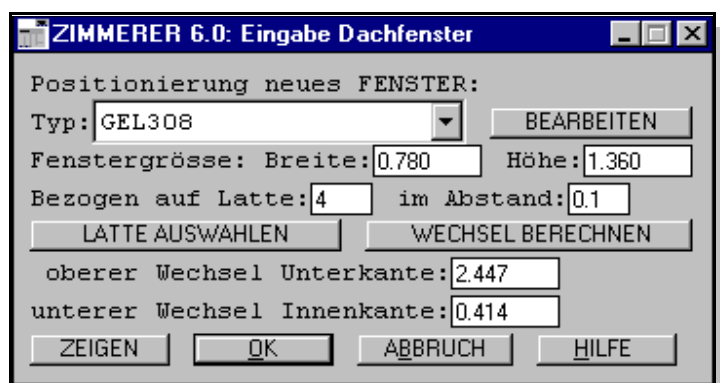 ZIMMERER 6.0: Eingabe Dachfenster
Positionierung neues FENSTER:
Typ: GEL308 BEARBEITEN
Fenstergrösse: Breite: 0.780 Höhe: 1.360
Bezogen auf Latte: 4 im Abstand: 0.1
LATTE AUSWAHLEN WECHSEL BERECHNEN
oberer Wechsel Unterkante: 2.447
unterer Wechsel Innenkante: 0.414
ZEIGEN OK ABBRUCH HILFE